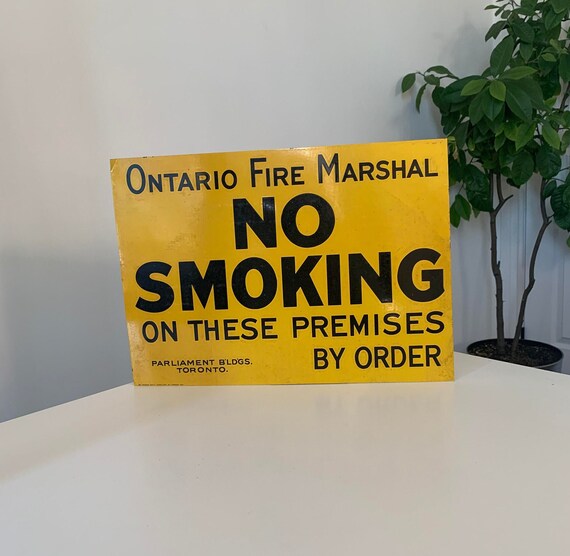 ONTARIO FIRE MARSHAL
NO
SMOKING
ON THESE PREMISES
BY ORDER
PARLIAMENT B'LDGS.
TORONTO.